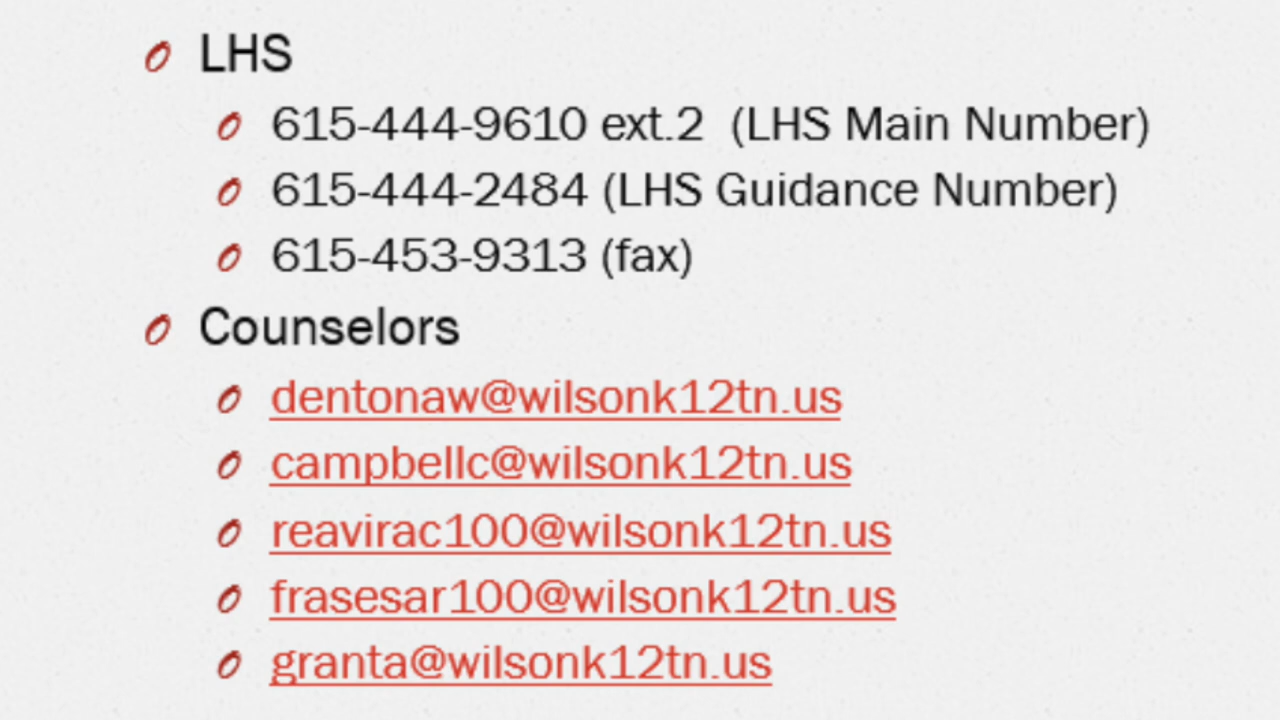 LHS
615-444-9610 ext.2 (LHS Main Number)
615-444-2484 (LHS Guidance Number)
615-453-9313 (fax)
Counselors
dentonaw@wilsonk12tn.us
campbellc@wilsonk12tn.us
reavirac100@wilsonk12tn.us
frasesar100@wilsonk12tn.us
granta@wilsonk12tn.us